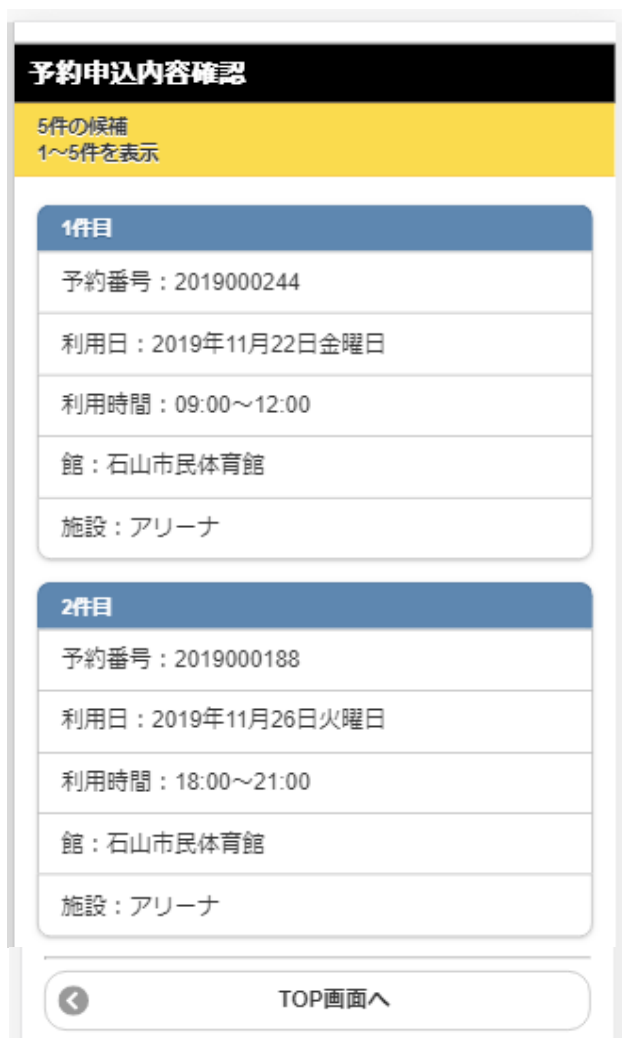 予約申込内容確認
5件の候補
1～5件を表示
1件目
予約番号：2019000244
利用日：2019年11月22日金曜日
利用時間：09:00～12:00
館：石山市民体育館
施設：アリーナ
2件目
予約番号：2019000188
利用日：2019年11月26日火曜日
利用時間：18:00～21:00
館：石山市民体育館
施設：アリーナ
TOP画面へ